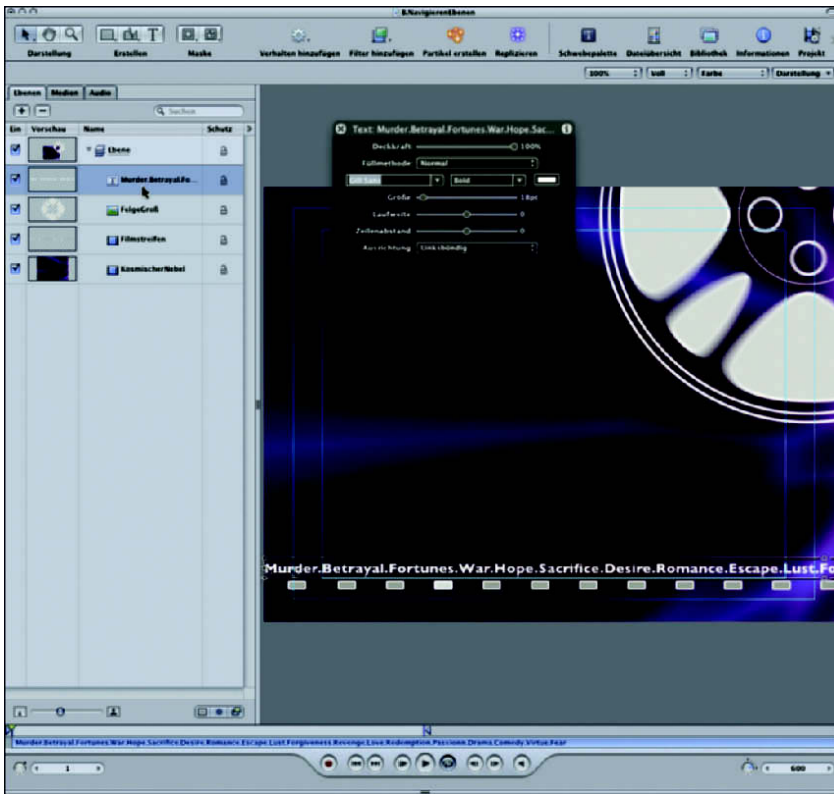 8.NavigierenEbenen
Darstellung Erstellen Maske Verhalten hinzufügen Filter hinzufügen Partikel erstellen Replizieren Schwebepalette Dateiübersicht Bibliothek Informationen Projekt
100% Voll Farbe Darstellung
Ebenen Medien Audio
Suchen
Ein Vorschau Name Schutz
Ebene
Murder.Betrayal.Fo...
FelgeGroß
Filmstreifen
KosmischerNebel
Text: Murder.Betrayal.Fortunes.War.Hope.Sac...
Deckkraft 100%
Füllmethode Normal
Gill Sans Bold
Größe 18pt
Laufweite 0
Zeilenabstand 0
Ausrichtung Linksbündig
Murder.Betrayal.Fortunes.War.Hope.Sacrifice.Desire.Romance.Escape.Lust.Fo
Murder.Betrayal.Fortunes.War.Hope.Sacrifice.Desire.Romance.Escape.Lust.Forgiveness.Revenge.Love.Redemption.Passion.Drama.Comedy.Virtue.Fear
1 600